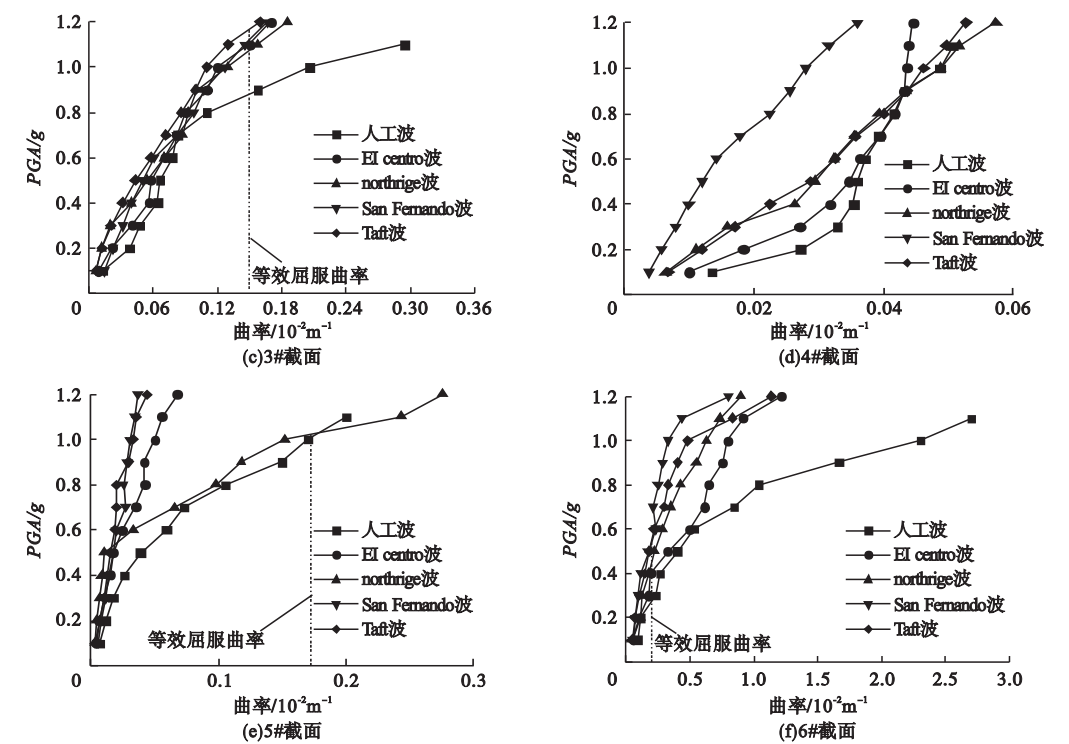 1.2
1.0
0.8
0.6
0.4
0.2
PGA/g
人工波
EI centro波
northrige波
San Fernando波
Taft波
等效屈服曲率
0 0.06 0.12 0.18 0.24 0.30 0.36
曲率/10⁻²m⁻¹
(c)3#截面
1.2
1.0
0.8
0.6
0.4
0.2
PGA/g
人工波
EI centro波
northrige波
San Fernando波
Taft波
0 0.02 0.04 0.06
曲率/10⁻²m⁻¹
(d)4#截面
1.2
1.0
0.8
0.6
0.4
0.2
PGA/g
人工波
EI centro波
northrige波
San Fernando波
Taft波
等效屈服曲率
0 0.1 0.2 0.3
曲率/10⁻²m⁻¹
(e)5#截面
1.2
1.0
0.8
0.6
0.4
0.2
PGA/g
人工波
EI centro波
northrige波
San Fernando波
Taft波
等效屈服曲率
0 0.5 1.0 1.5 2.0 2.5 3.0
曲率/10⁻²m⁻¹
(f)6#截面